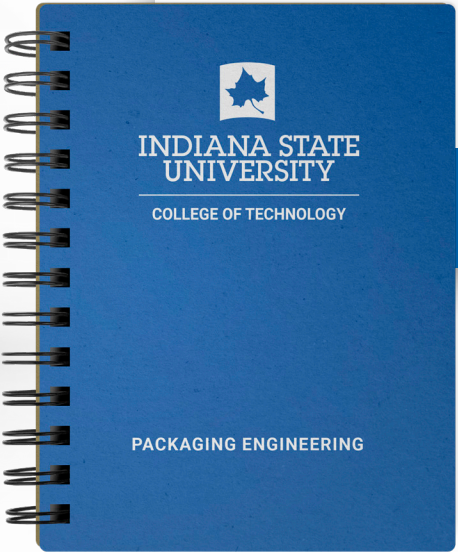 INDIANA STATE
UNIVERSITY
COLLEGE OF TECHNOLOGY
PACKAGING ENGINEERING